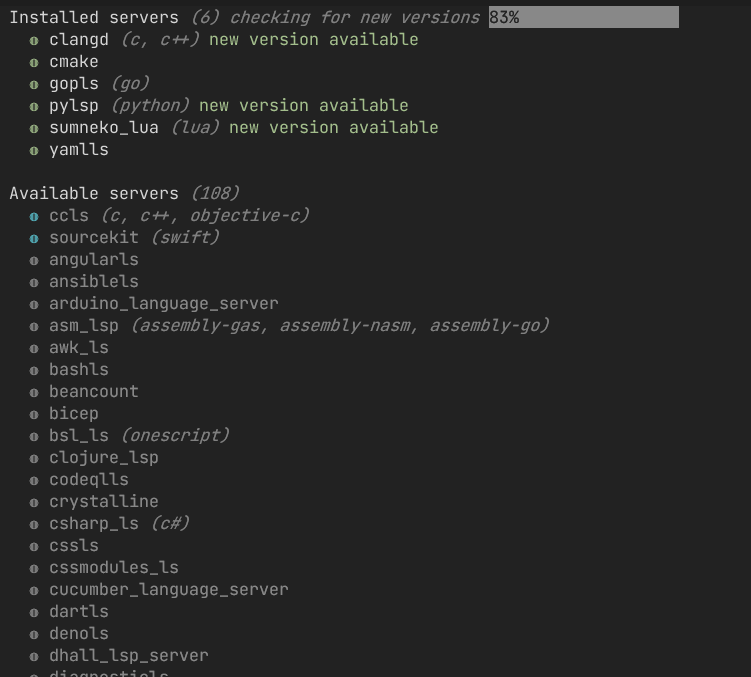 Installed servers (6) checking for new versions 83%
clangd (c, c++) new version available
cmake
gopls (go)
pylsp (python) new version available
sumneko_lua (lua) new version available
yamlls
Available servers (108)
ccls (c, c++, objective-c)
sourcekit (swift)
angularls
ansiblels
arduino_language_server
asm_lsp (assembly-gas, assembly-nasm, assembly-go)
awk_ls
bashls
beancount
bicep
bsl_ls (onescript)
clojure_lsp
codeqlls
crystalline
csharp_ls (c#)
cssls
cssmodules_ls
cucumber_language_server
dartls
denols
dhall_lsp_server
diagnosticls